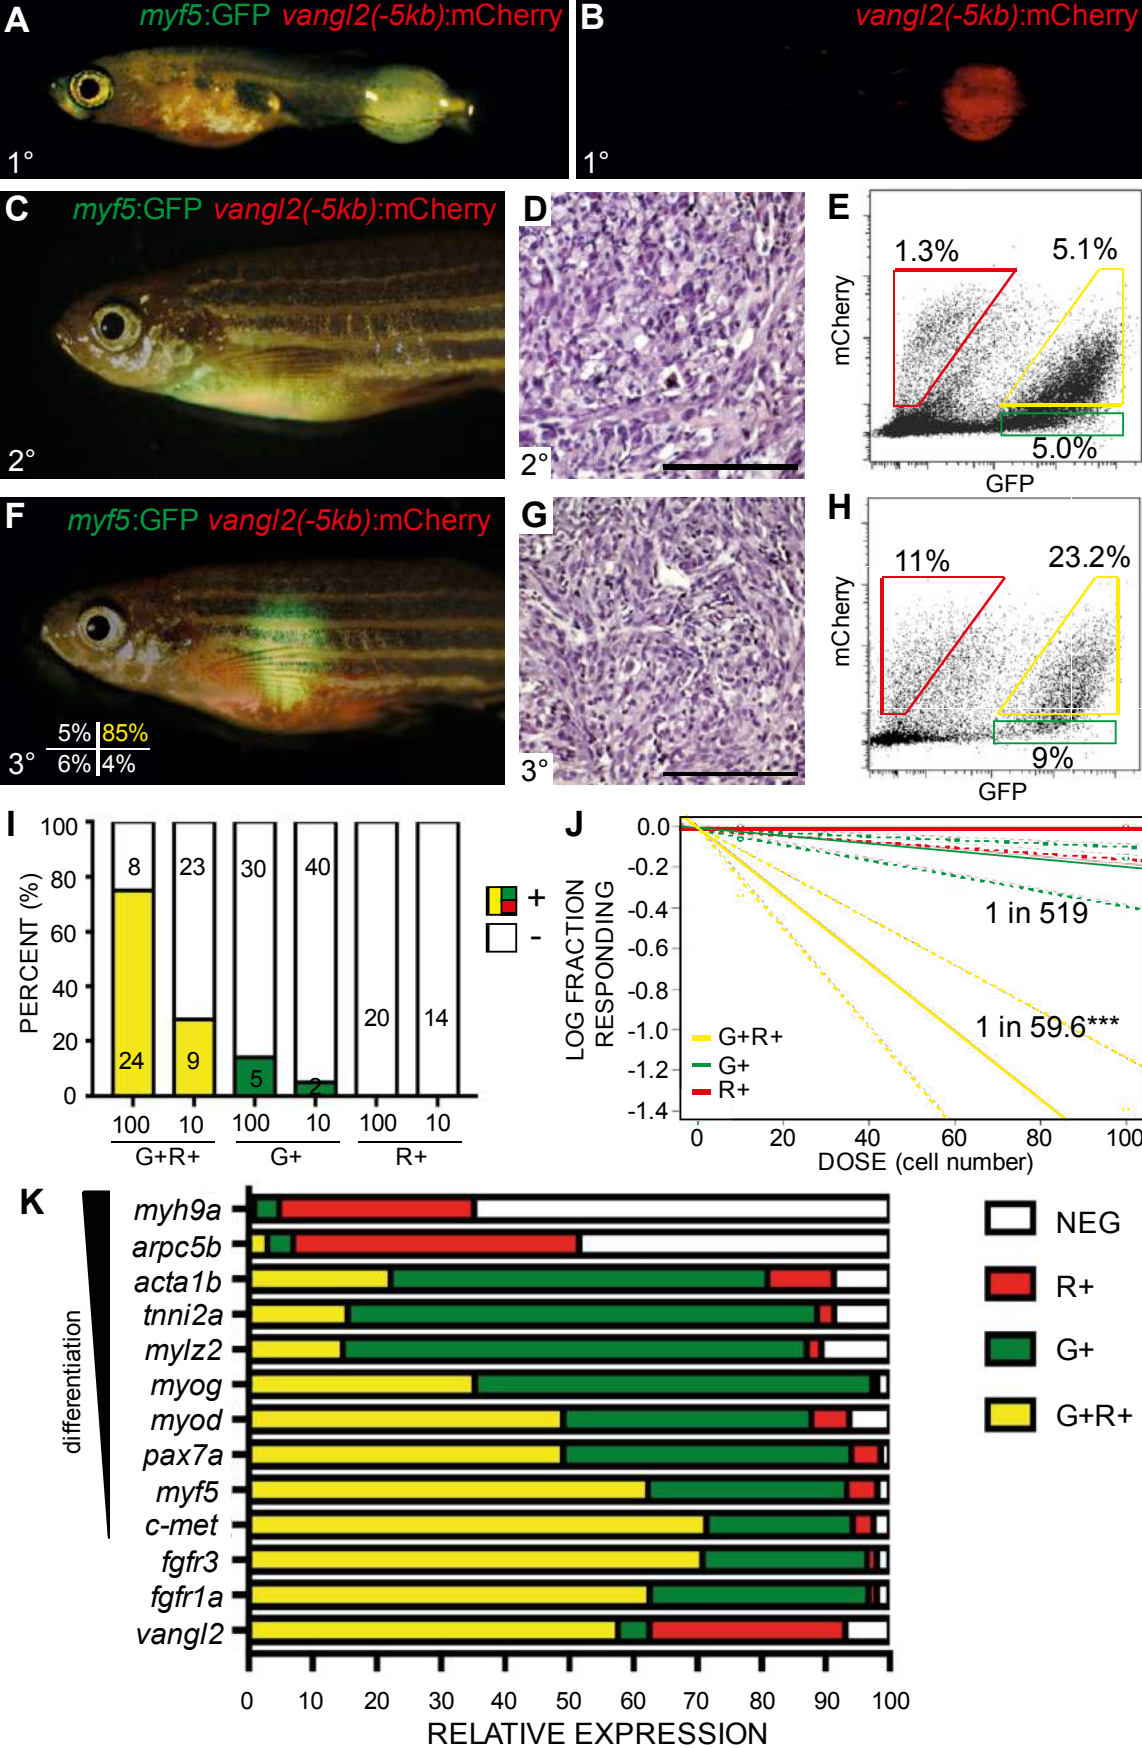 A
myf5:GFP vangl2(-5kb):mCherry
1°
B
vangl2(-5kb):mCherry
1°
C
myf5:GFP vangl2(-5kb):mCherry
2°
D
2°
E
1.3%
5.1%
5.0%
mCherry
GFP
F
myf5:GFP vangl2(-5kb):mCherry
5% 85%
6% 4%
3°
G
3°
H
11%
23.2%
9%
mCherry
GFP
I
PERCENT (%)
100
80
60
40
20
0
8 23 30 40 20 14
24 9 5 2
100 10 100 10 100 10
G+R+ G+ R+
+
-
J
LOG FRACTION
RESPONDING
0.0
-0.2
-0.4
-0.6
-0.8
-1.0
-1.2
-1.4
1 in 519
1 in 59.6***
G+R+
G+
R+
0 20 40 60 80 100
DOSE (cell number)
K
differentiation
myh9a
arpc5b
acta1b
tnni2a
mylz2
myog
myod
pax7a
myf5
c-met
fgfr3
fgfr1a
vangl2
0 10 20 30 40 50 60 70 80 90 100
RELATIVE EXPRESSION
NEG
R+
G+
G+R+